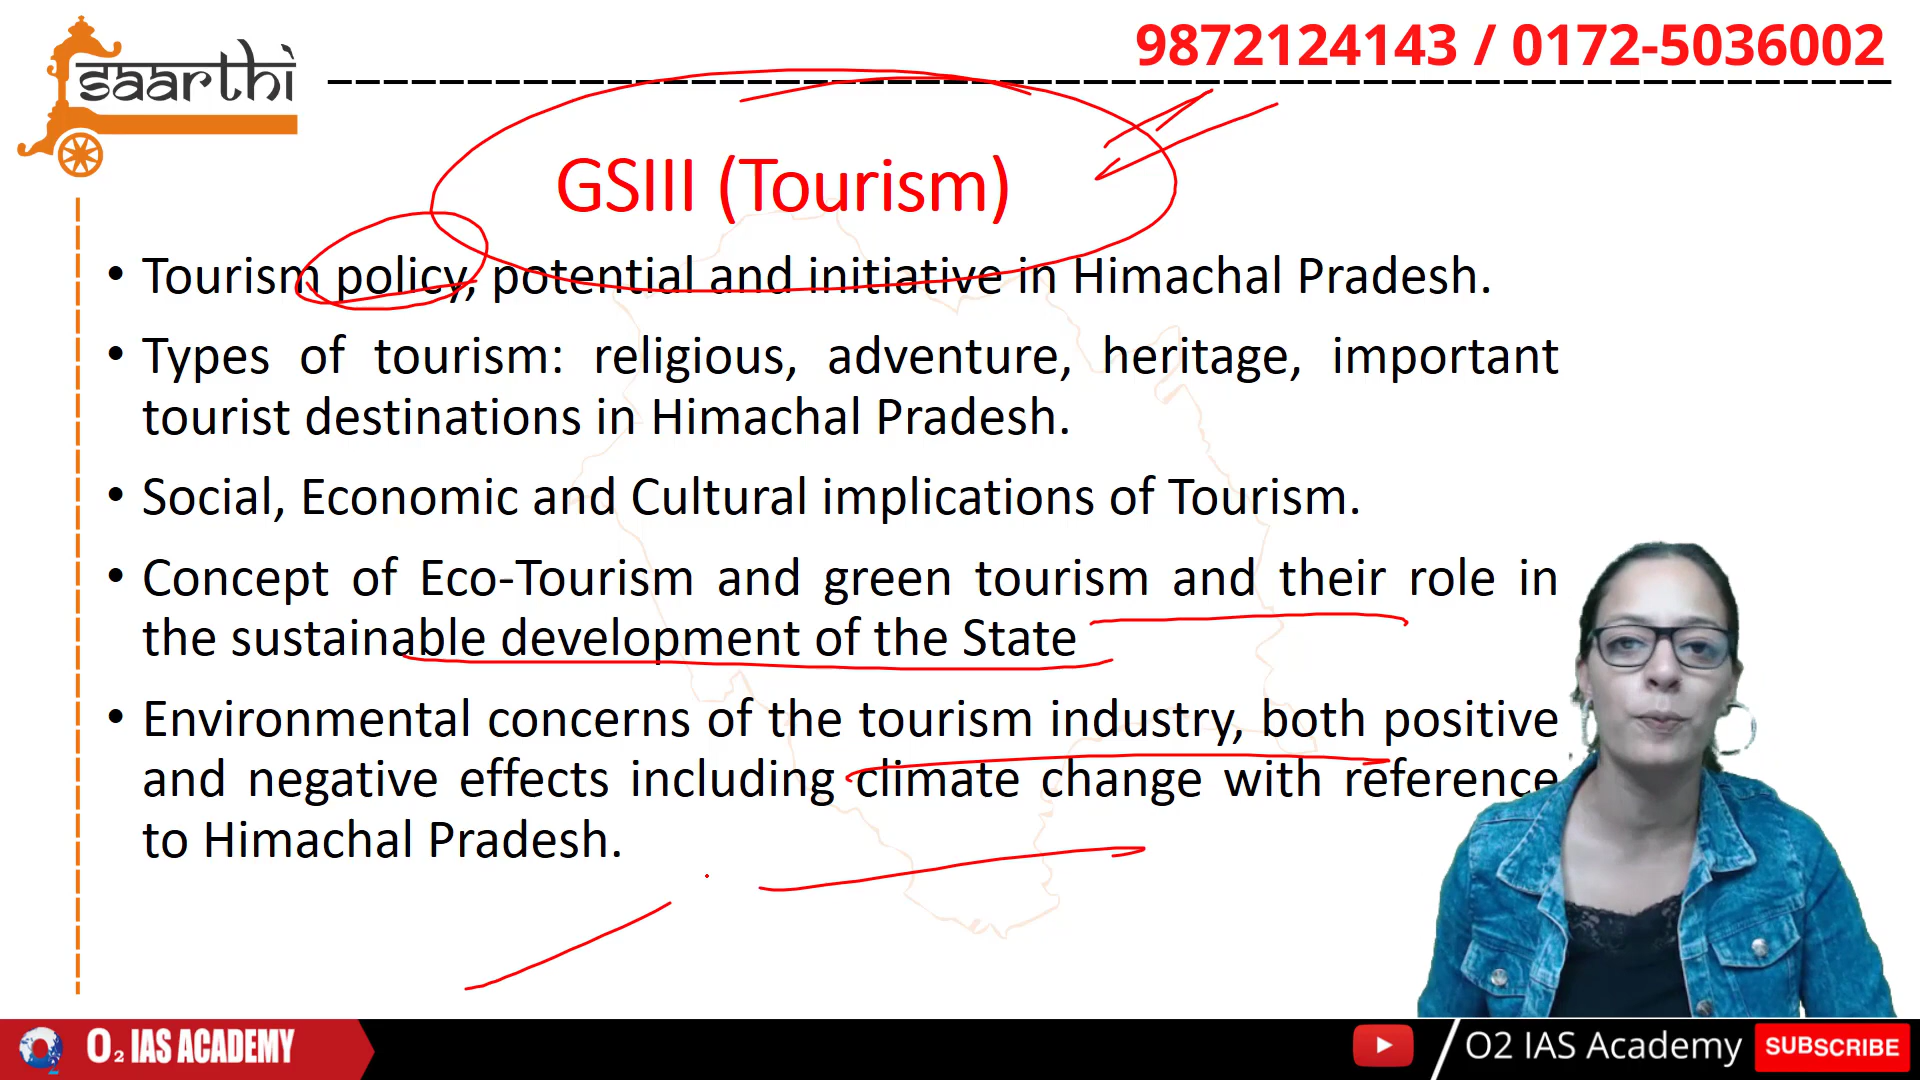 saarthi
9872124143 / 0172-5036002
GSIII (Tourism)
• Tourism policy, potential and initiative in Himachal Pradesh.
• Types of tourism: religious, adventure, heritage, important
tourist destinations in Himachal Pradesh.
• Social, Economic and Cultural implications of Tourism.
• Concept of Eco-Tourism and green tourism and their role in
the sustainable development of the State
• Environmental concerns of the tourism industry, both positive
and negative effects including climate change with reference
to Himachal Pradesh.
O2 IAS ACADEMY
O2 IAS Academy
SUBSCRIBE